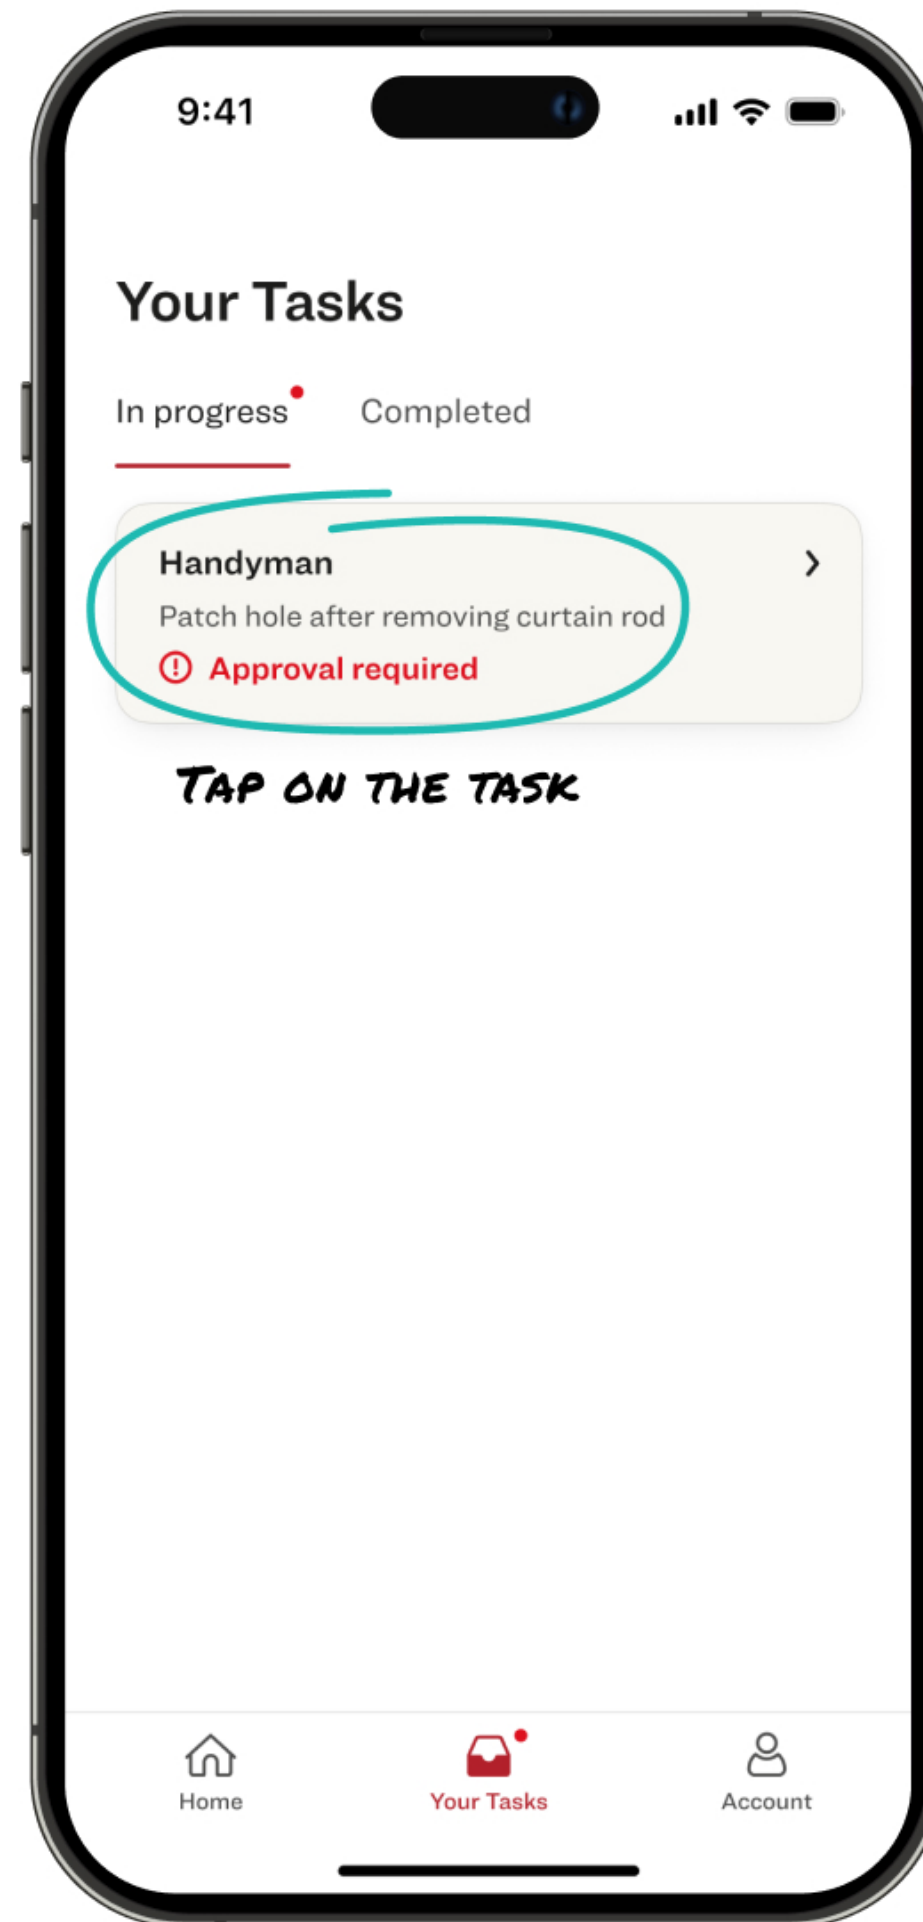 9:41
Your Tasks
In progress Completed
Handyman
Patch hole after removing curtain rod
Approval required
TAP ON THE TASK
Home Your Tasks Account